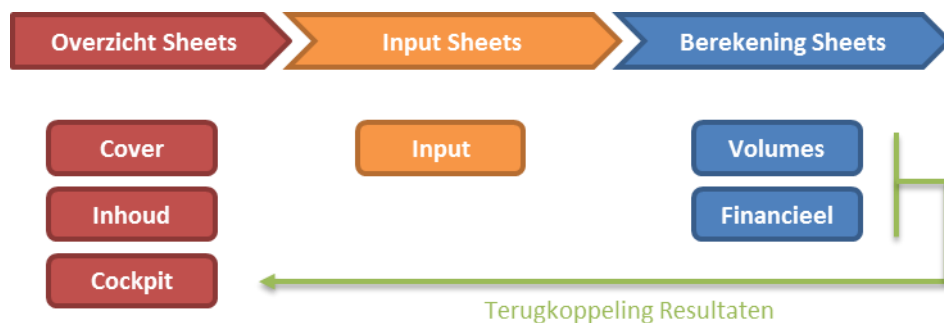 Overzicht Sheets
Input Sheets
Berekening Sheets
Cover
Input
Volumes
Inhoud
Financieel
Cockpit
Terugkoppeling Resultaten